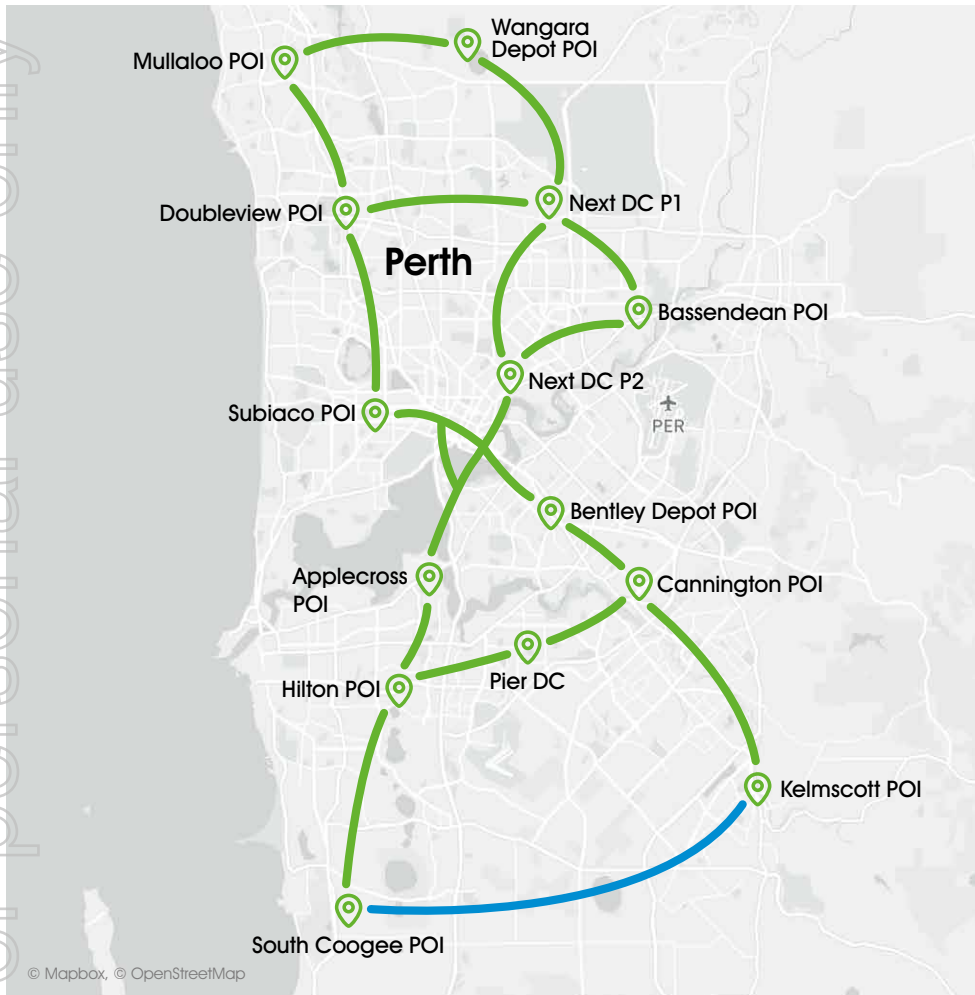 Wangara
Depot POI
Mullaloo POI
Doubleview POI
Next DC P1
Perth
Bassendean POI
Next DC P2
Subiaco POI
PER
Bentley Depot POI
Applecross
POI
Cannington POI
Pier DC
Hilton POI
Kelmscott POI
South Coogee POI
© Mapbox, © OpenStreetMap